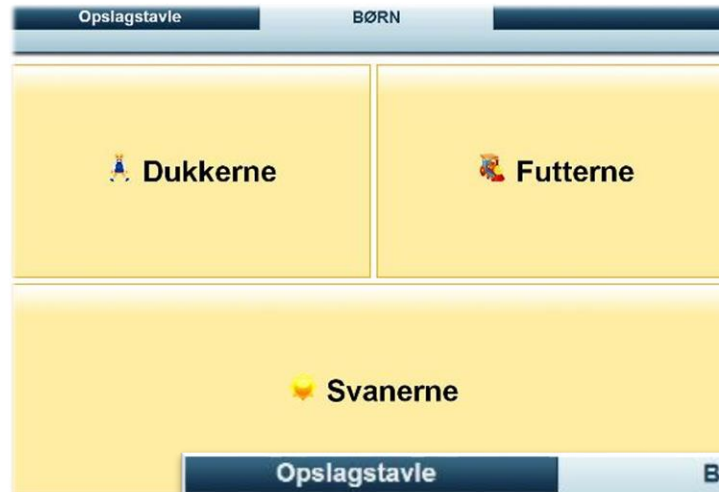 Opslagstavle BØRN
Dukkerne Futterne
Svanerne
Opslagstavle B